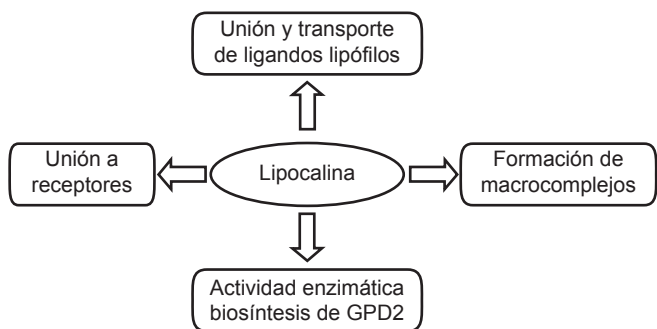 Unión y transporte
de ligandos lipófilos
Unión a
receptores
Lipocalina
Formación de
macrocomplejos
Actividad enzimática
biosíntesis de GPD2